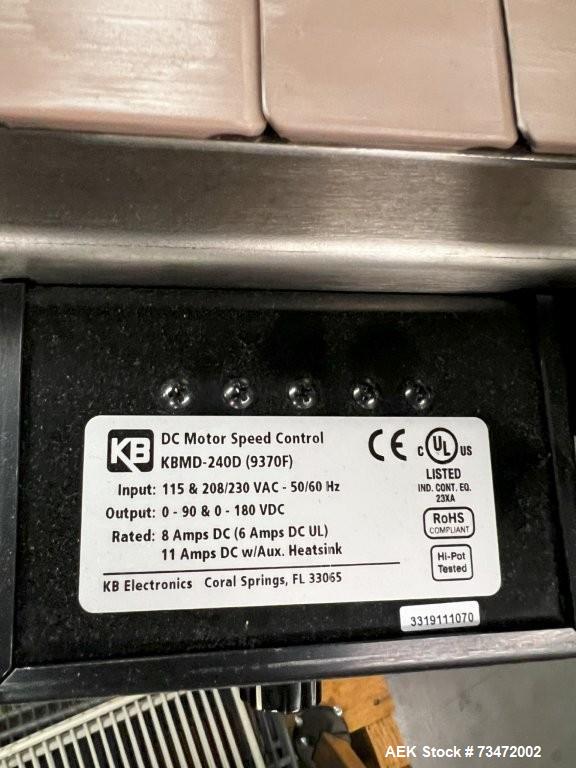 KB
DC Motor Speed Control
KBMD-240D (9370F)
Input: 115 & 208/230 VAC - 50/60 Hz
Output: 0 - 90 & 0 - 180 VDC
Rated: 8 Amps DC (6 Amps DC UL)
11 Amps DC w/Aux. Heatsink
KB Electronics Coral Springs, FL 33065
CE
C UL US
LISTED
IND. CONT. EQ.
23XA
RoHS
COMPLIANT
Hi-Pot
Tested
3319111070
AEK Stock # 73472002